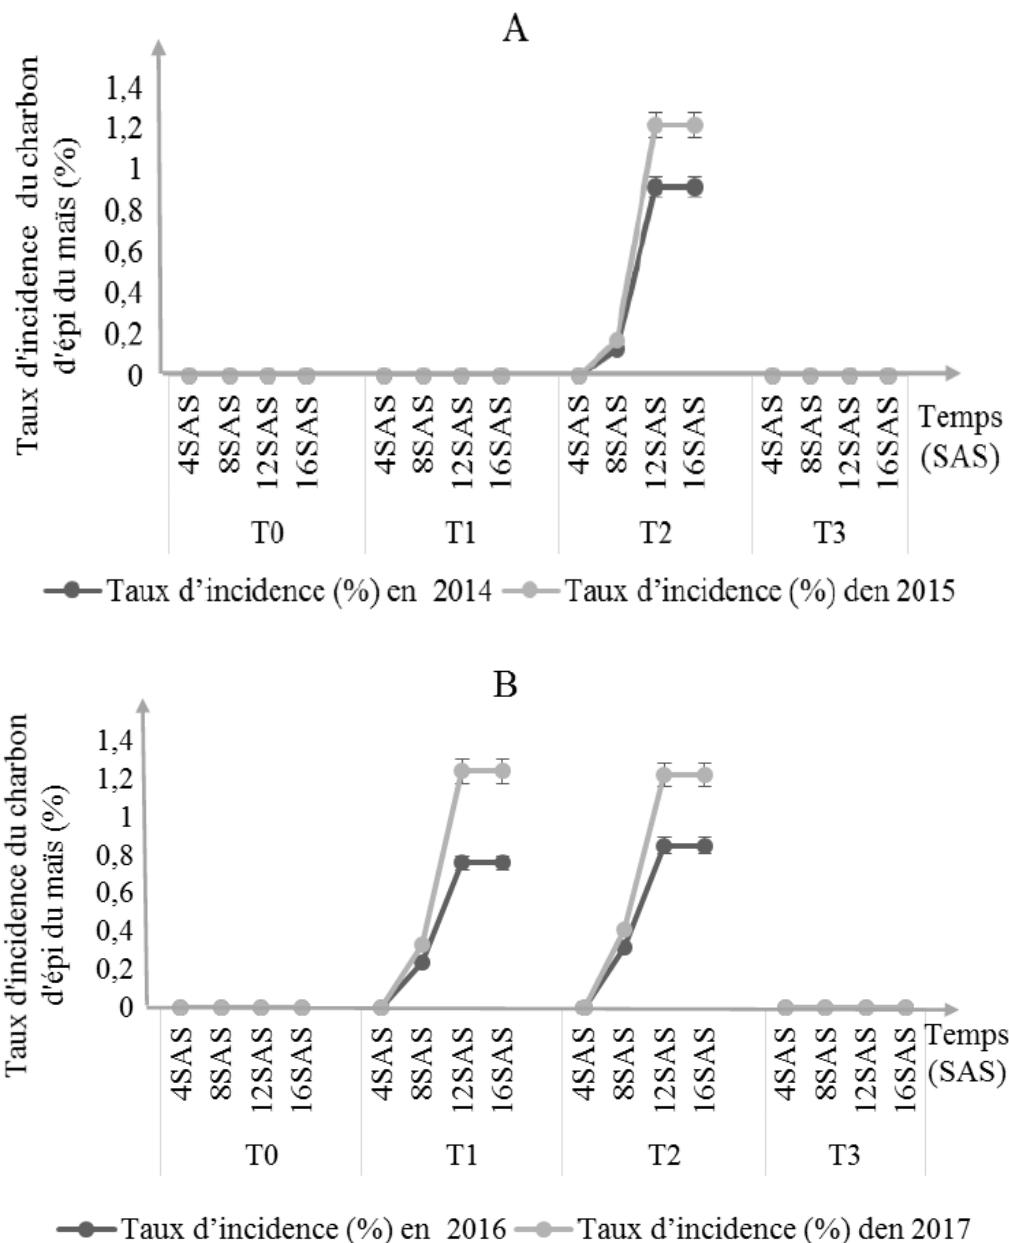 A
Taux d'incidence du charbon
d'épi du maïs (%)
1,4
1,2
1
0,8
0,6
0,4
0,2
0
4SAS 8SAS 12SAS 16SAS 4SAS 8SAS 12SAS 16SAS 4SAS 8SAS 12SAS 16SAS 4SAS 8SAS 12SAS 16SAS
Temps
(SAS)
T0 T1 T2 T3
Taux d’incidence (%) en 2014 Taux d’incidence (%) den 2015
B
Taux d'incidence du charbon
d'épi du maïs (%)
1,4
1,2
1
0,8
0,6
0,4
0,2
0
4SAS 8SAS 12SAS 16SAS 4SAS 8SAS 12SAS 16SAS 4SAS 8SAS 12SAS 16SAS 4SAS 8SAS 12SAS 16SAS
Temps
(SAS)
T0 T1 T2 T3
Taux d’incidence (%) en 2016 Taux d’incidence (%) den 2017